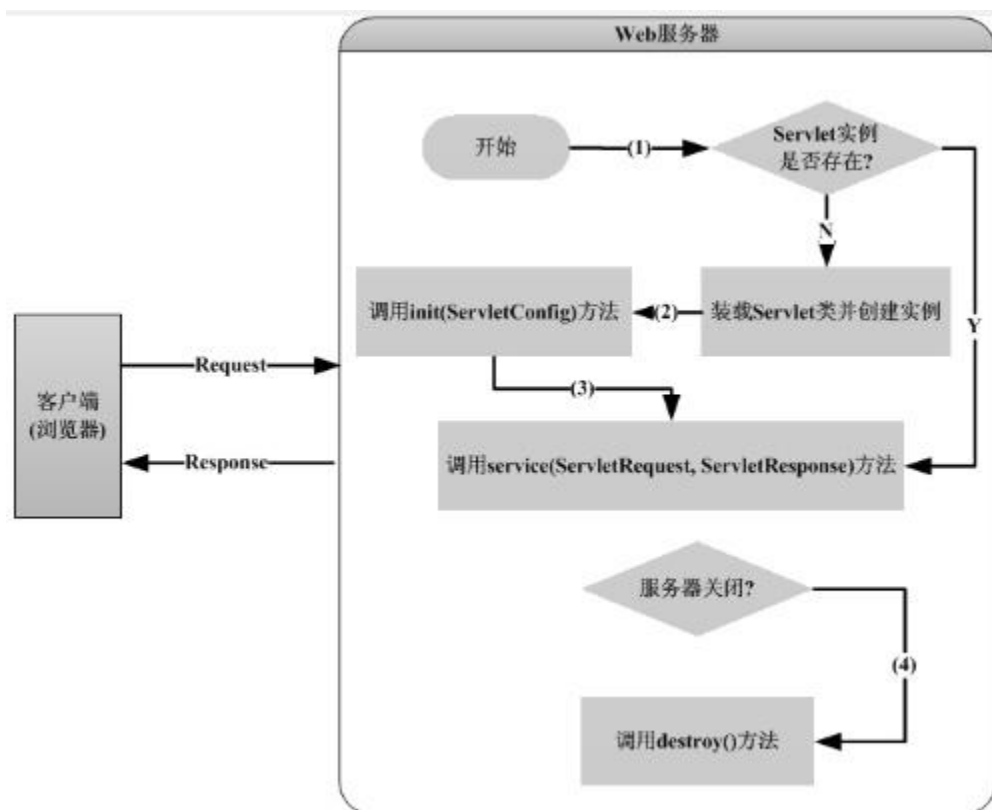 Web服务器
开始
(1)
Servlet实例
是否存在?
N
Y
调用init(ServletConfig)方法
(2)
装载Servlet类并创建实例
Request
(3)
客户端
(浏览器)
Response
调用service(ServletRequest, ServletResponse)方法
服务器关闭?
(4)
调用destroy()方法